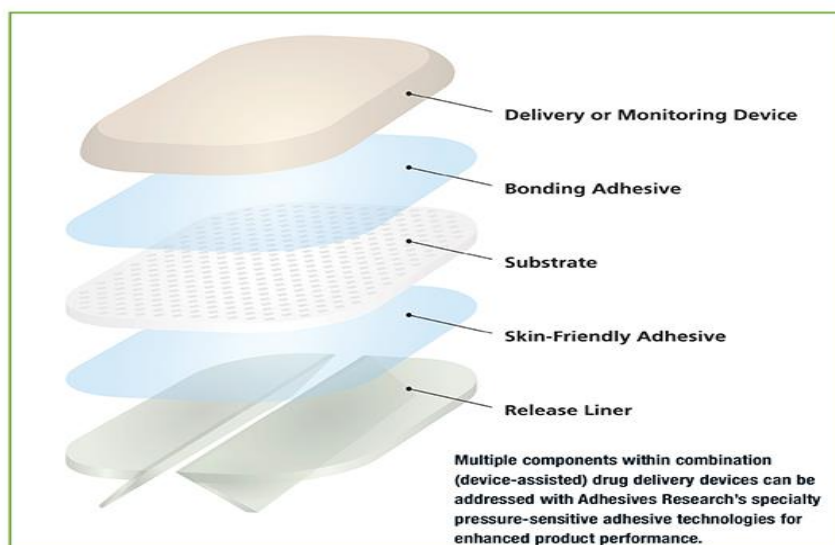 Delivery or Monitoring Device
Bonding Adhesive
Substrate
Skin-Friendly Adhesive
Release Liner
Multiple components within combination
(device-assisted) drug delivery devices can be
addressed with Adhesives Research's specialty
pressure-sensitive adhesive technologies for
enhanced product performance.